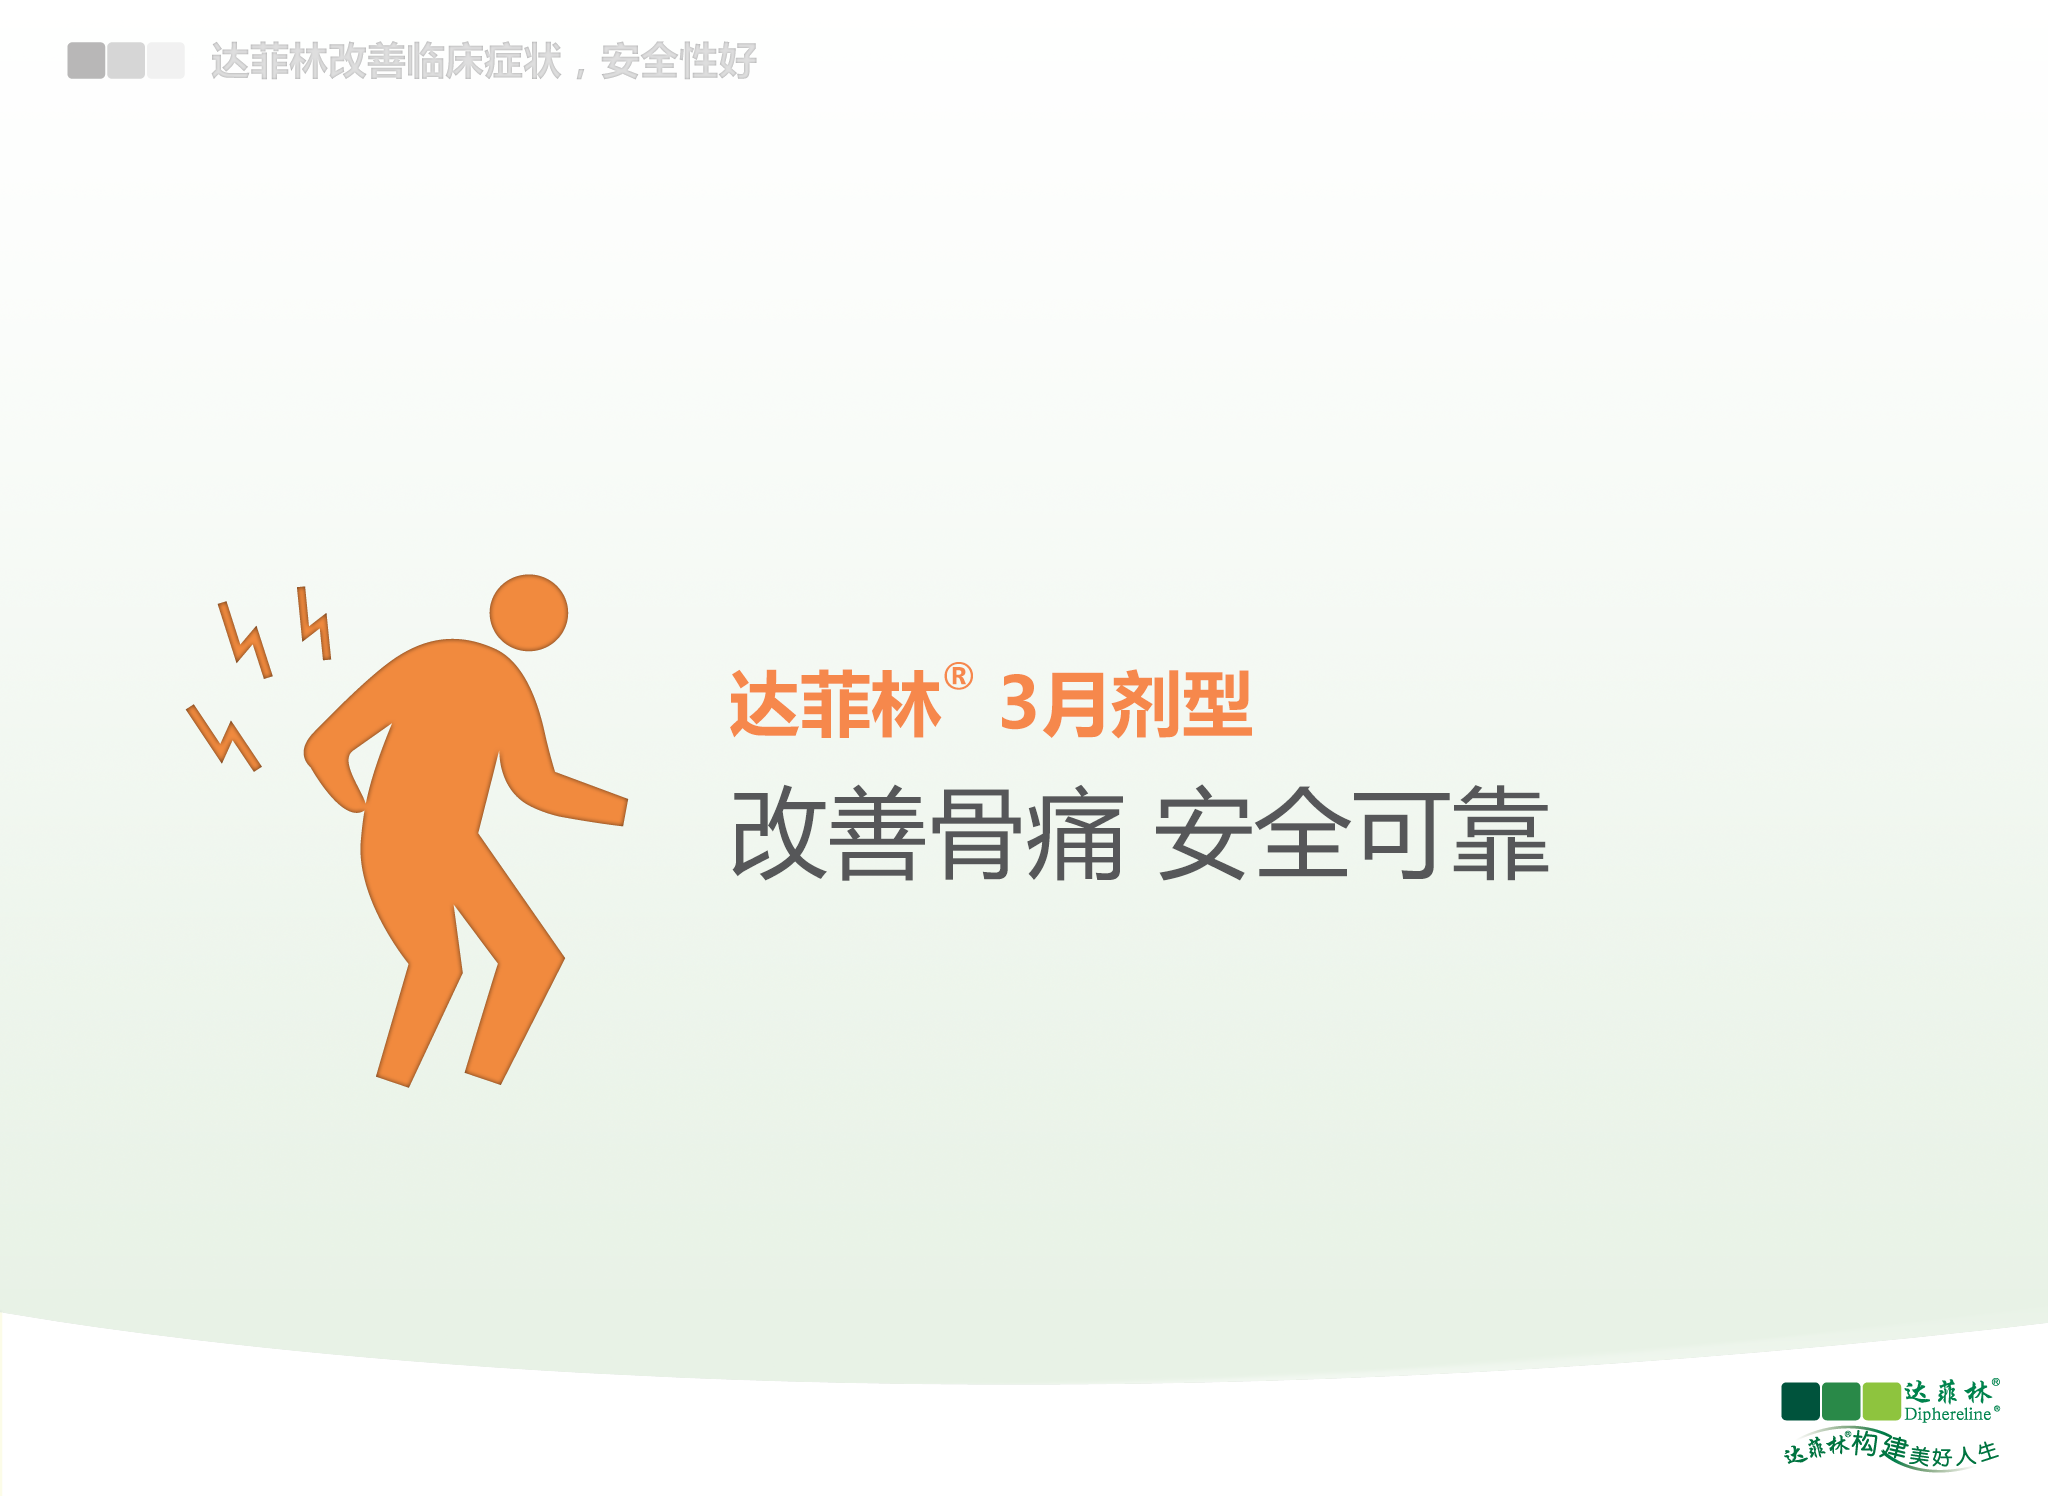 达菲林改善临床症状，安全性好
达菲林® 3月剂型
改善骨痛 安全可靠
达菲林®
Diphereline®
达菲林®构建美好人生